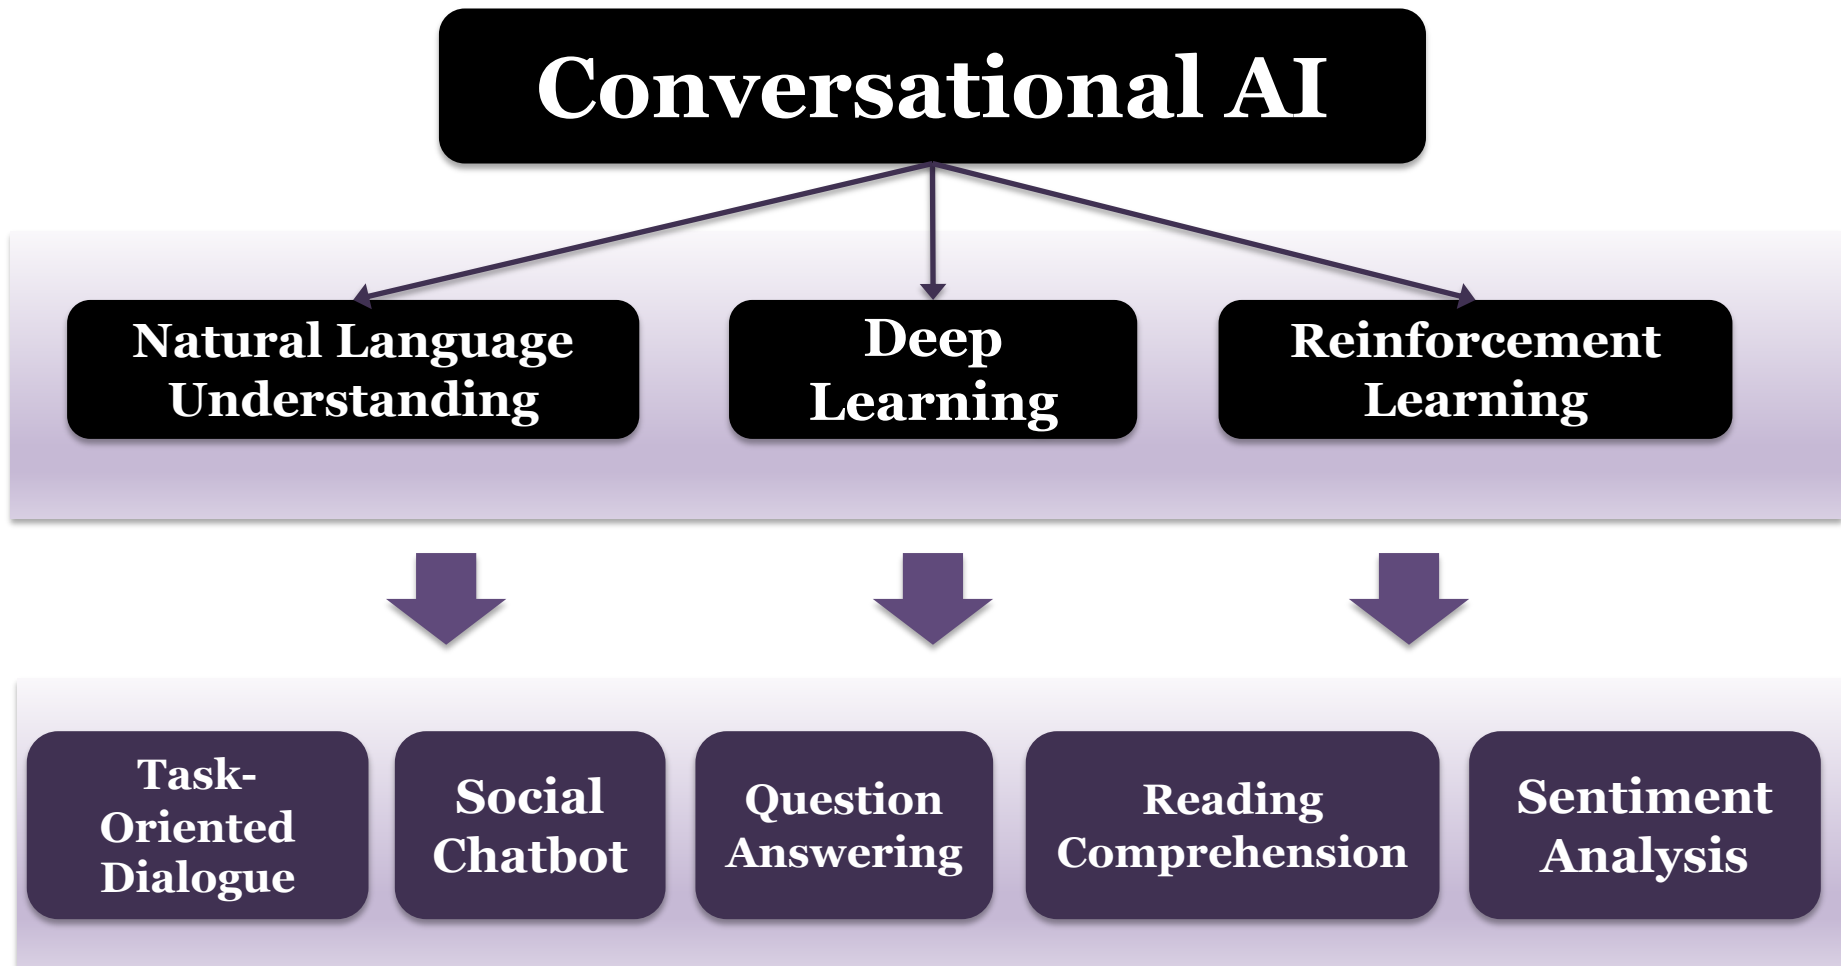 Conversational AI
Natural Language
Understanding
Deep
Learning
Reinforcement
Learning
Task-
Oriented
Dialogue
Social
Chatbot
Question
Answering
Reading
Comprehension
Sentiment
Analysis